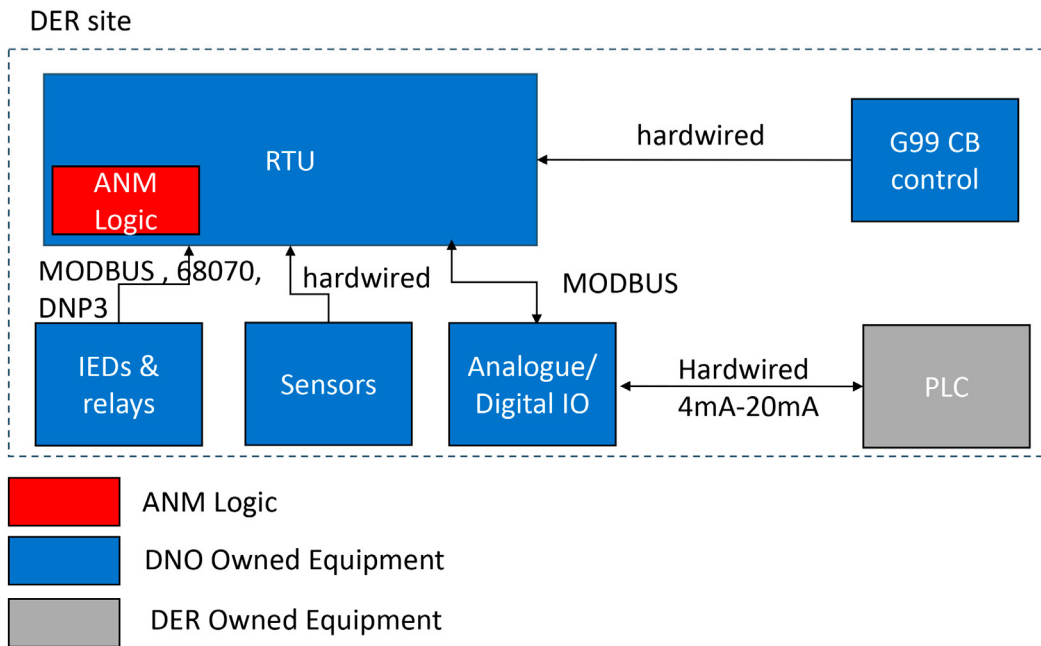 DER site
RTU
ANM
Logic
hardwired
G99 CB
control
MODBUS , 68070,
DNP3
hardwired
MODBUS
IEDs &
relays
Sensors
Analogue/
Digital IO
Hardwired
4mA-20mA
PLC
ANM Logic
DNO Owned Equipment
DER Owned Equipment